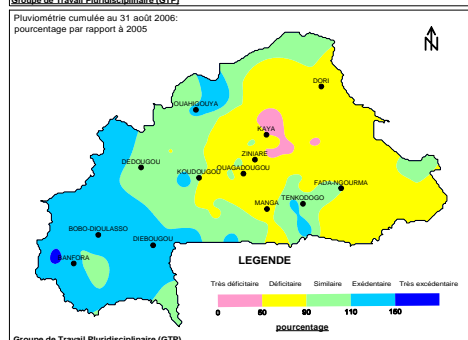 Groupe de Travail Pluridisciplinaire (GTP)
Pluviométrie cumulée au 31 août 2006:
pourcentage par rapport à 2005
N
DORI
OUAHIGOUYA
KAYA
ZINIARE
DEDOUGOU
OUAGADOUGOU
KOUDOUGOU
FADA-NGOURMA
TENKODOGO
MANGA
BOBO-DIOULASSO
DIEBOUGOU
BANFORA
LEGENDE
Très déficitaire Déficitaire Similaire Exédentaire Très excédentaire
0 60 90 110 160
pourcentage
Groupe de Travail Pluridisciplinaire (GTP)